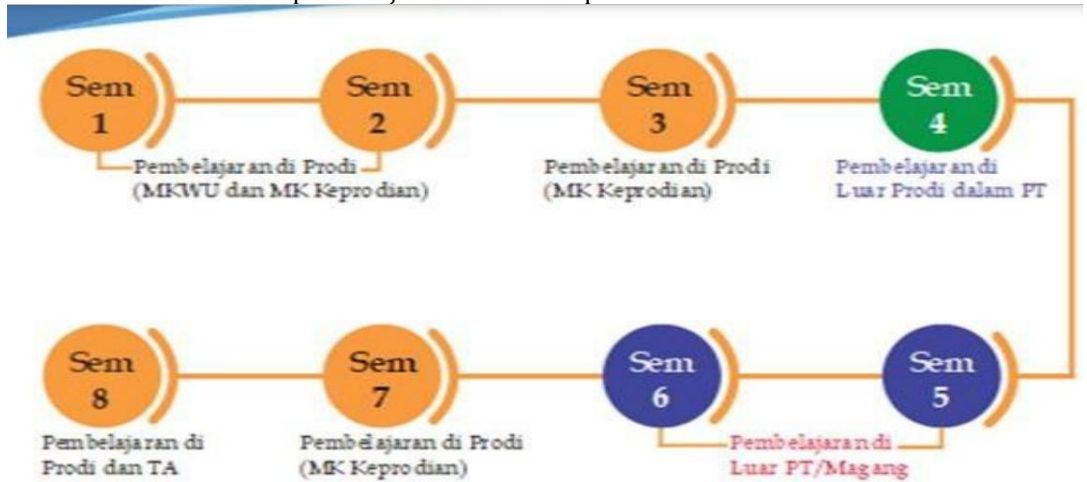 Sem
1
Sem
2
Sem
3
Sem
4
Pembelajaran di Prodi
(MKWU dan MK Keprodian)
Pembelajaran di Prodi
(MK Keprodian)
Pembelajaran di
Luar Prodi dalam PT
Sem
8
Sem
7
Sem
6
Sem
5
Pembelajaran di
Prodi dan TA
Pembelajaran di Prodi
(MK Keprodian)
Pembelajaran di
Luar PT/Magang